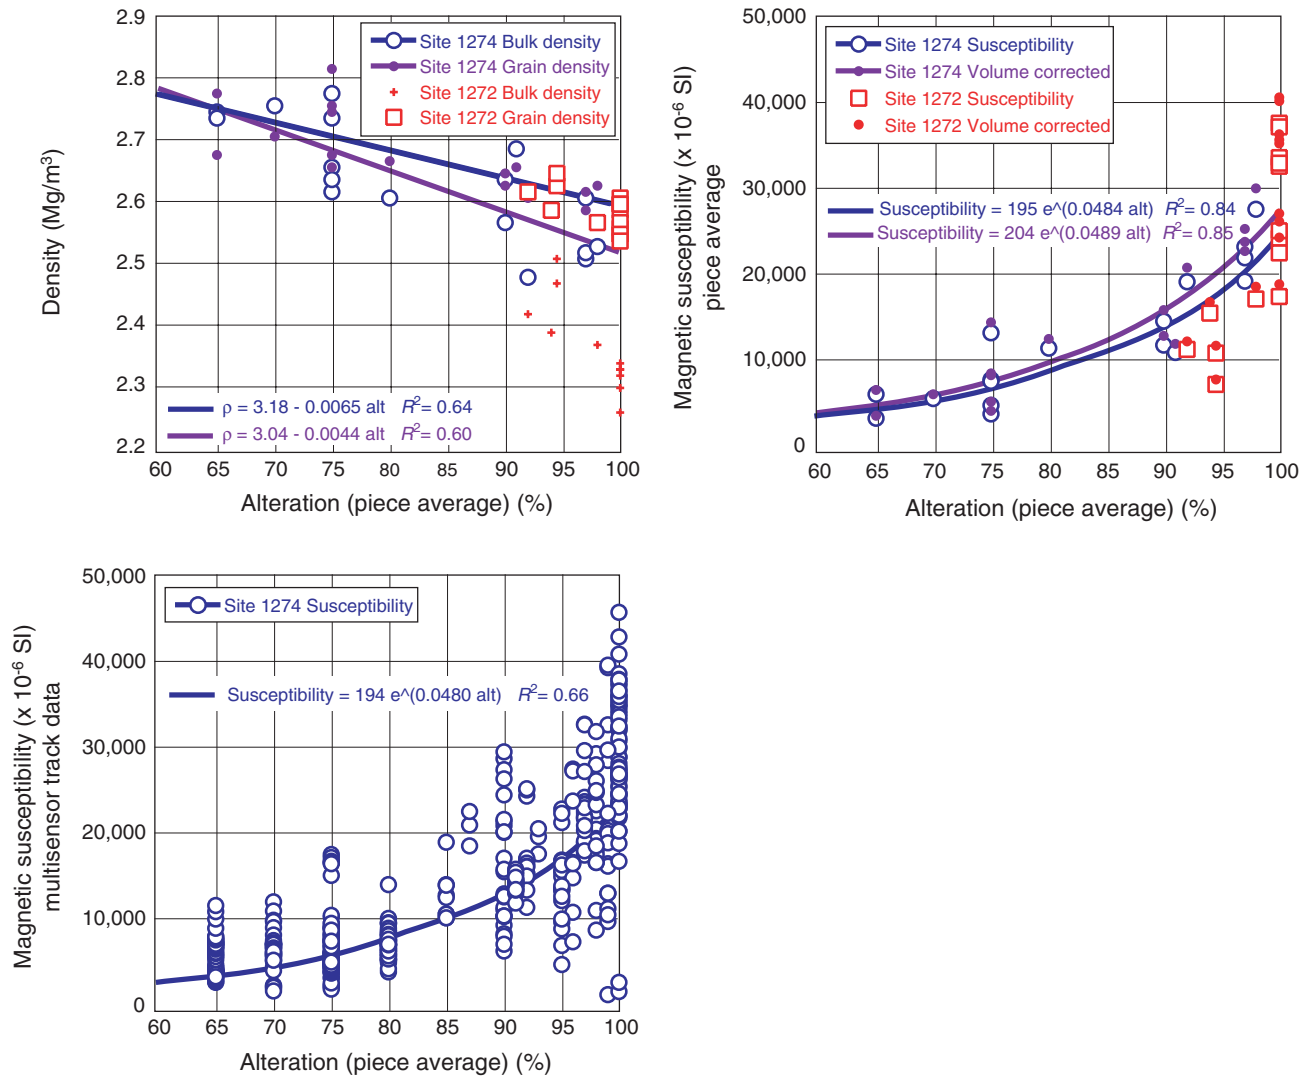 2.9
2.8
2.7
2.6
2.5
2.4
2.3
2.2
Density (Mg/m³)
Site 1274 Bulk density
Site 1274 Grain density
Site 1272 Bulk density
Site 1272 Grain density
ρ = 3.18 - 0.0065 alt R²= 0.64
ρ = 3.04 - 0.0044 alt R²= 0.60
60 65 70 75 80 85 90 95 100
Alteration (piece average) (%)
50,000
40,000
30,000
20,000
10,000
0
Magnetic susceptibility (x 10⁻⁶ SI)
piece average
Site 1274 Susceptibility
Site 1274 Volume corrected
Site 1272 Susceptibility
Site 1272 Volume corrected
Susceptibility = 195 e^(0.0484 alt) R²= 0.84
Susceptibility = 204 e^(0.0489 alt) R²= 0.85
60 65 70 75 80 85 90 95 100
Alteration (piece average) (%)
50,000
40,000
30,000
20,000
10,000
0
Magnetic susceptibility (x 10⁻⁶ SI)
multisensor track data
Site 1274 Susceptibility
Susceptibility = 194 e^(0.0480 alt) R²= 0.66
60 65 70 75 80 85 90 95 100
Alteration (piece average) (%)